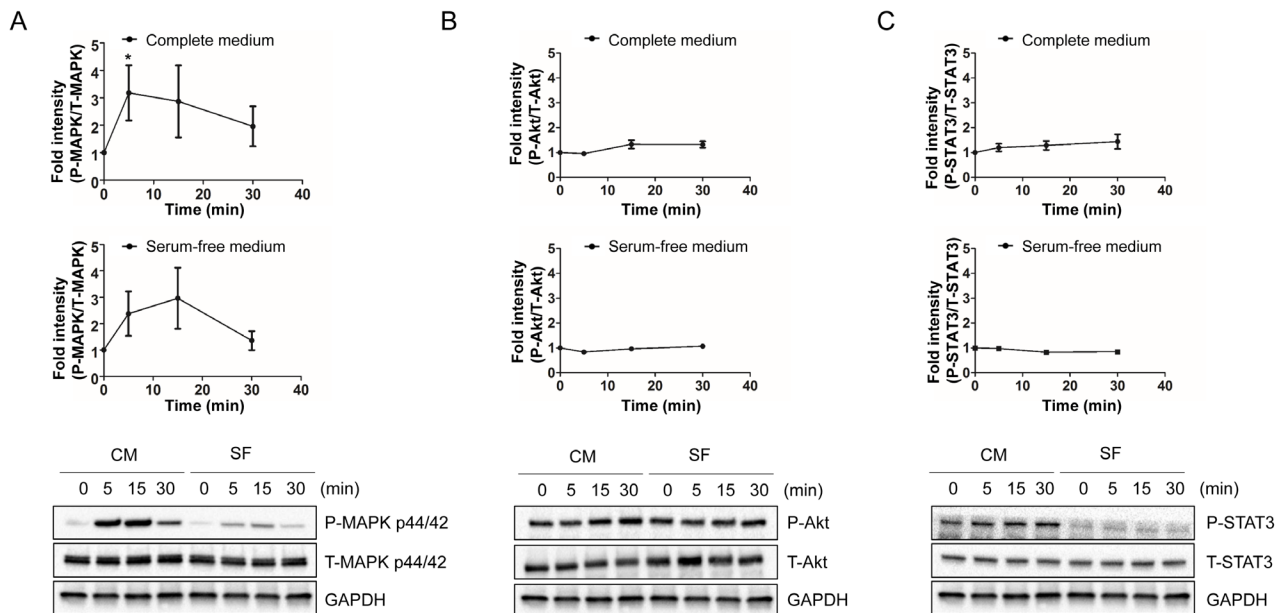 A
Complete medium
*
Fold intensity
(P-MAPK/T-MAPK)
5
4
3
2
1
0
0 10 20 30 40
Time (min)
Serum-free medium
Fold intensity
(P-MAPK/T-MAPK)
5
4
3
2
1
0
0 10 20 30 40
Time (min)
CM SF
0 5 15 30 0 5 15 30 (min)
P-MAPK p44/42
T-MAPK p44/42
GAPDH
B
Complete medium
Fold intensity
(P-Akt/T-Akt)
5
4
3
2
1
0
0 10 20 30 40
Time (min)
Serum-free medium
Fold intensity
(P-Akt/T-Akt)
5
4
3
2
1
0
0 10 20 30 40
Time (min)
CM SF
0 5 15 30 0 5 15 30 (min)
P-Akt
T-Akt
GAPDH
C
Complete medium
Fold intensity
(P-STAT3/T-STAT3)
5
4
3
2
1
0
0 10 20 30 40
Time (min)
Serum-free medium
Fold intensity
(P-STAT3/T-STAT3)
5
4
3
2
1
0
0 10 20 30 40
Time (min)
CM SF
0 5 15 30 0 5 15 30 (min)
P-STAT3
T-STAT3
GAPDH